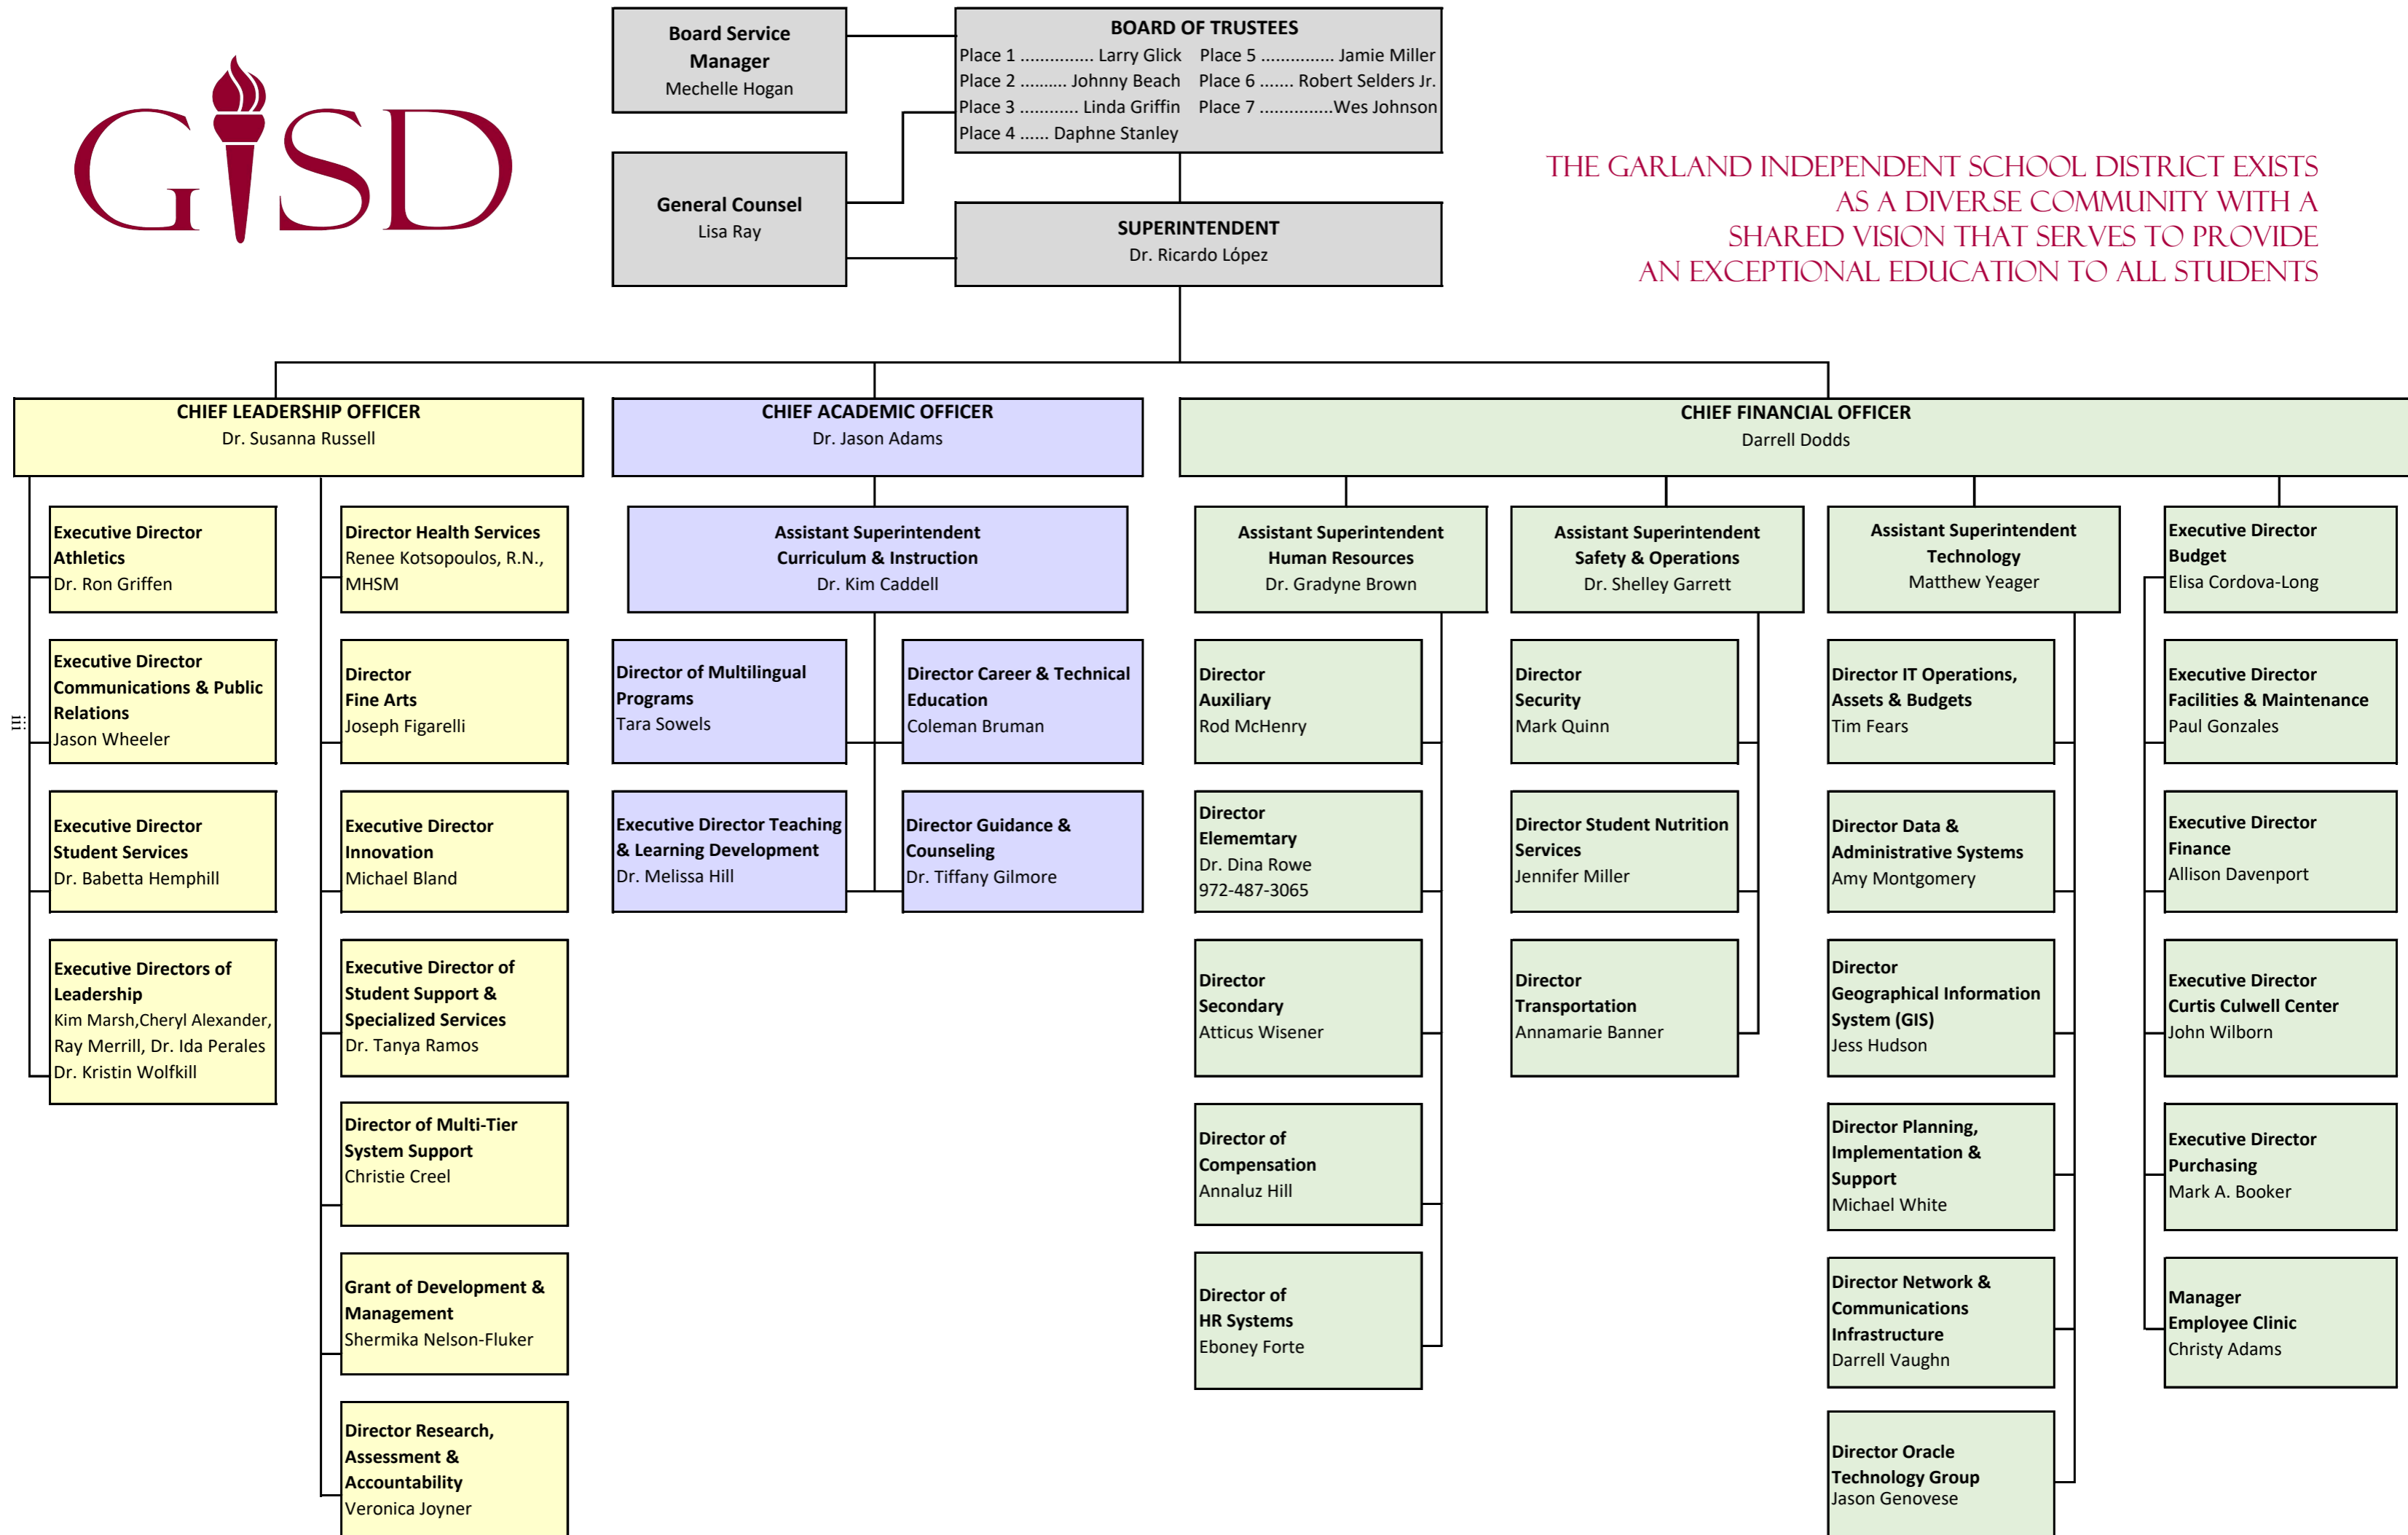 GISD
Board Service
Manager
Mechelle Hogan
BOARD OF TRUSTEES
Place 1 ............... Larry Glick Place 5 ............... Jamie Miller
Place 2 .......... Johnny Beach Place 6 ....... Robert Selders Jr.
Place 3 ............ Linda Griffin Place 7 ...............Wes Johnson
Place 4 ...... Daphne Stanley
General Counsel
Lisa Ray
SUPERINTENDENT
Dr. Ricardo López
THE GARLAND INDEPENDENT SCHOOL DISTRICT EXISTS
AS A DIVERSE COMMUNITY WITH A
SHARED VISION THAT SERVES TO PROVIDE
AN EXCEPTIONAL EDUCATION TO ALL STUDENTS
CHIEF LEADERSHIP OFFICER
Dr. Susanna Russell
Executive Director
Athletics
Dr. Ron Griffen
Executive Director
Communications & Public
Relations
Jason Wheeler
Executive Director
Student Services
Dr. Babetta Hemphill
Executive Directors of
Leadership
Kim Marsh,Cheryl Alexander,
Ray Merrill, Dr. Ida Perales
Dr. Kristin Wolfkill
Director Health Services
Renee Kotsopoulos, R.N.,
MHSM
Director
Fine Arts
Joseph Figarelli
Executive Director
Innovation
Michael Bland
Executive Director of
Student Support &
Specialized Services
Dr. Tanya Ramos
Director of Multi-Tier
System Support
Christie Creel
Grant of Development &
Management
Shermika Nelson-Fluker
Director Research,
Assessment &
Accountability
Veronica Joyner
CHIEF ACADEMIC OFFICER
Dr. Jason Adams
Assistant Superintendent
Curriculum & Instruction
Dr. Kim Caddell
Director of Multilingual
Programs
Tara Sowels
Director Career & Technical
Education
Coleman Bruman
Executive Director Teaching
& Learning Development
Dr. Melissa Hill
Director Guidance &
Counseling
Dr. Tiffany Gilmore
CHIEF FINANCIAL OFFICER
Darrell Dodds
Assistant Superintendent
Human Resources
Dr. Gradyne Brown
Director
Auxiliary
Rod McHenry
Director
Elememtary
Dr. Dina Rowe
972-487-3065
Director
Secondary
Atticus Wisener
Director of
Compensation
Annaluz Hill
Director of
HR Systems
Eboney Forte
Assistant Superintendent
Safety & Operations
Dr. Shelley Garrett
Director
Security
Mark Quinn
Director Student Nutrition
Services
Jennifer Miller
Director
Transportation
Annamarie Banner
Assistant Superintendent
Technology
Matthew Yeager
Director IT Operations,
Assets & Budgets
Tim Fears
Director Data &
Administrative Systems
Amy Montgomery
Director
Geographical Information
System (GIS)
Jess Hudson
Director Planning,
Implementation &
Support
Michael White
Director Network &
Communications
Infrastructure
Darrell Vaughn
Director Oracle
Technology Group
Jason Genovese
Executive Director
Budget
Elisa Cordova-Long
Executive Director
Facilities & Maintenance
Paul Gonzales
Executive Director
Finance
Allison Davenport
Executive Director
Curtis Culwell Center
John Wilborn
Executive Director
Purchasing
Mark A. Booker
Manager
Employee Clinic
Christy Adams
iii